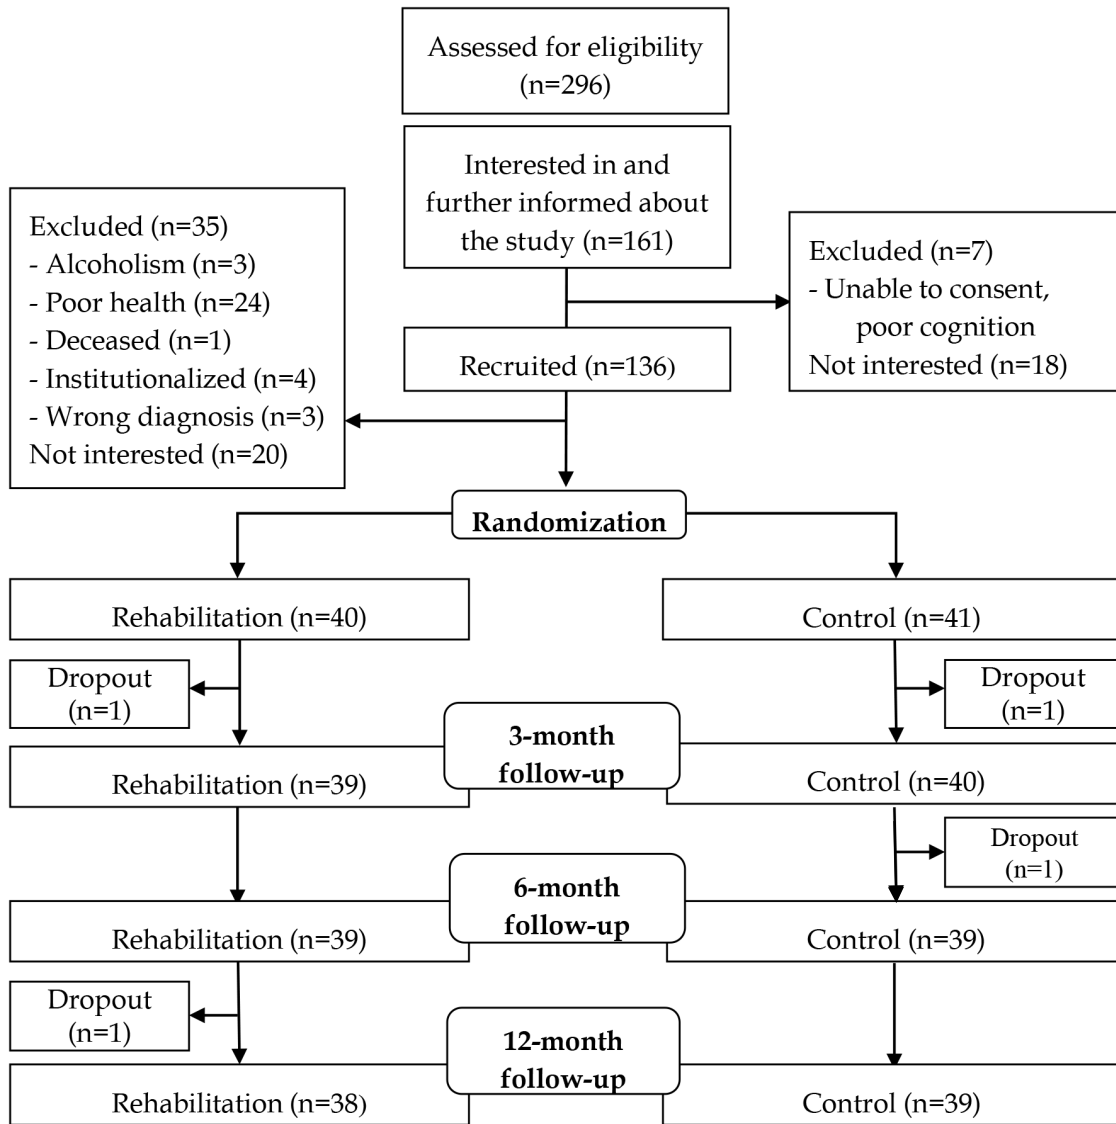 Assessed for eligibility
(n=296)
Interested in and
further informed about
the study (n=161)
Excluded (n=7)
- Unable to consent,
poor cognition
Not interested (n=18)
Recruited (n=136)
Excluded (n=35)
- Alcoholism (n=3)
- Poor health (n=24)
- Deceased (n=1)
- Institutionalized (n=4)
- Wrong diagnosis (n=3)
Not interested (n=20)
Randomization
Rehabilitation (n=40)
Control (n=41)
Dropout
(n=1)
Dropout
(n=1)
3-month
follow-up
Rehabilitation (n=39)
Control (n=40)
Dropout
(n=1)
6-month
follow-up
Rehabilitation (n=39)
Control (n=39)
Dropout
(n=1)
12-month
follow-up
Rehabilitation (n=38)
Control (n=39)